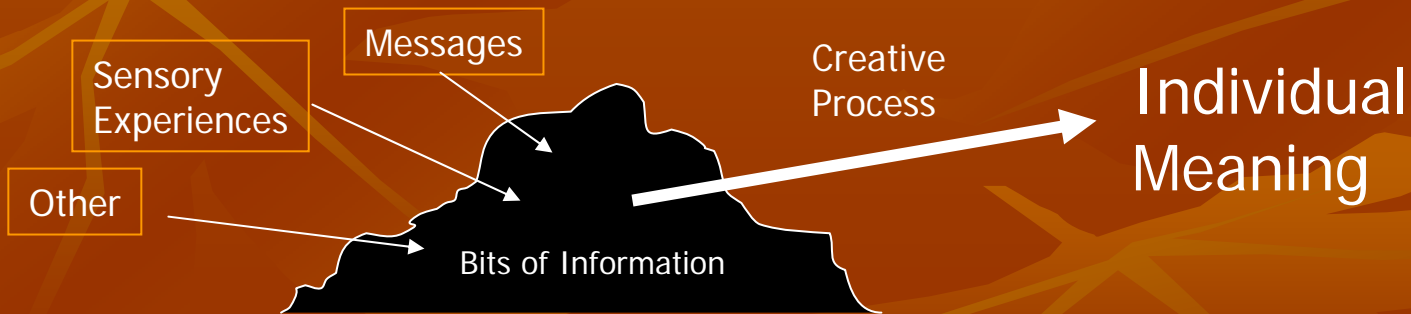 Messages
Sensory
Experiences
Other
Bits of Information
Creative
Process
Individual
Meaning